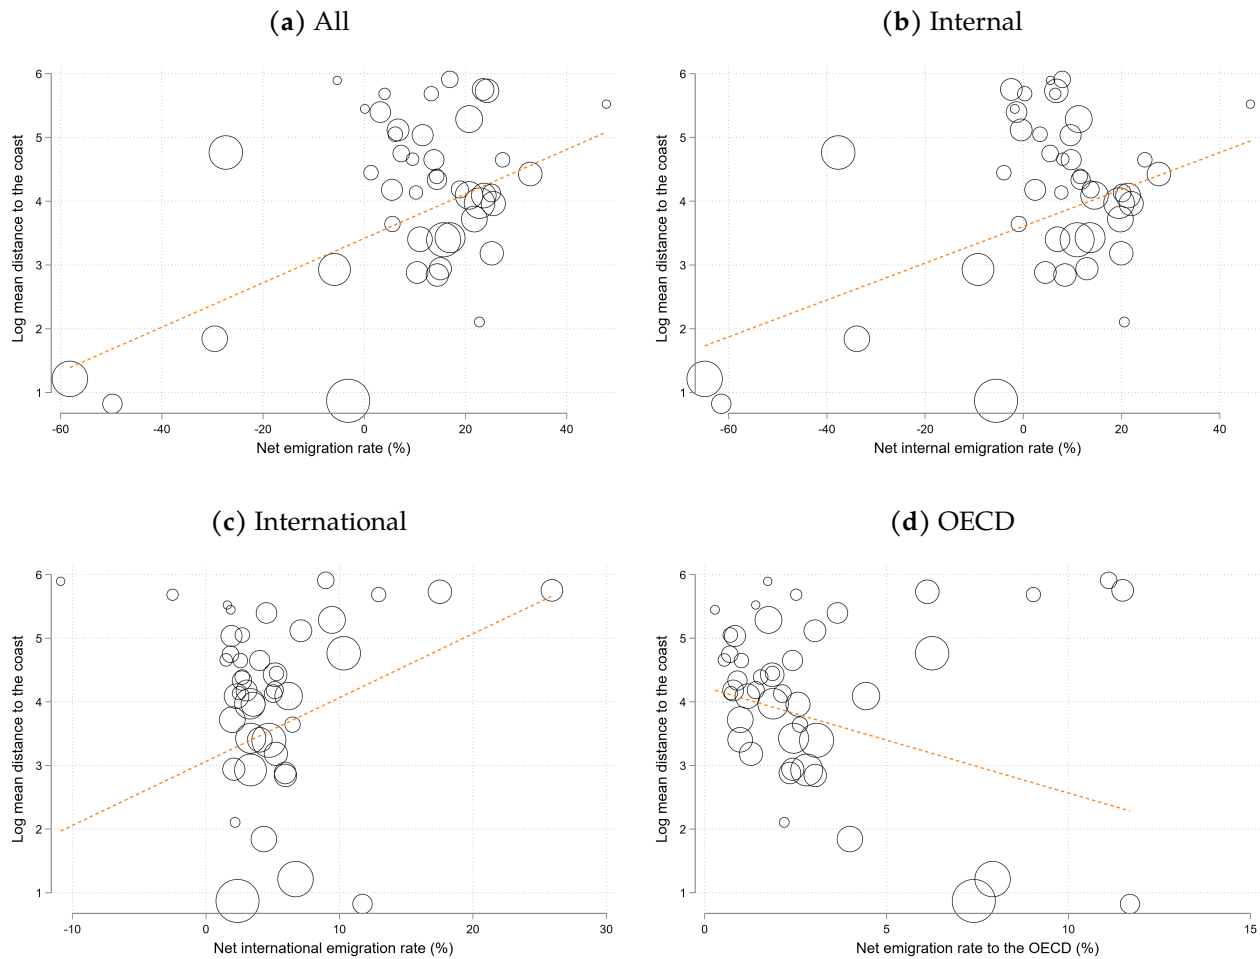 (a) All
6
5
4
3
2
1
Log mean distance to the coast
-60 -40 -20 0 20 40
Net emigration rate (%)
(b) Internal
6
5
4
3
2
1
Log mean distance to the coast
-60 -40 -20 0 20 40
Net internal emigration rate (%)
(c) International
6
5
4
3
2
1
Log mean distance to the coast
-10 0 10 20 30
Net international emigration rate (%)
(d) OECD
6
5
4
3
2
1
Log mean distance to the coast
0 5 10 15
Net emigration rate to the OECD (%)